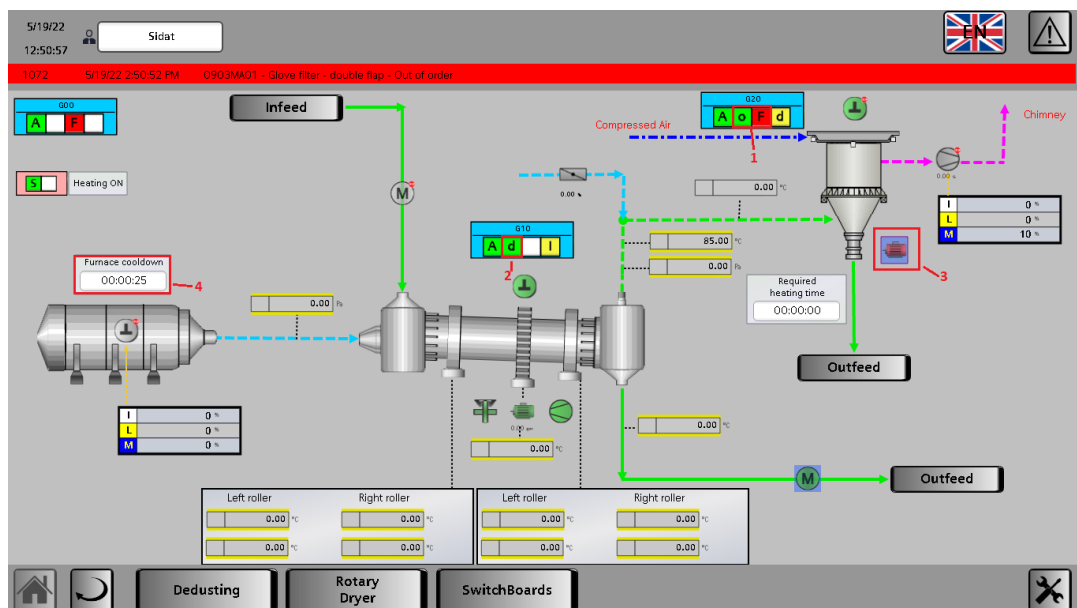 5/19/22
12:50:57
Sidat
EN
1072 5/19/22 2:50:52 PM 0903MA01 - Glove filter - double flap - Out of order
G00
A F
Infeed
G20
A o F d
1
Compressed Air
Chimney
S Heating ON
M
0.00 %
0.00 °C
0.00 %
I 0 %
L 0 %
M 10 %
G10
A d I
2
85.00 °C
0.00 Pa
3
Furnace cooldown
00:00:25
4
Required
heating time
00:00:00
0.00 Pa
Outfeed
I 0 %
L 0 %
M 0 %
0.00
0.00 °C
0.00 °C
M
Outfeed
Left roller Right roller
0.00 °C 0.00 °C
0.00 °C 0.00 °C
Left roller Right roller
0.00 °C 0.00 °C
0.00 °C 0.00 °C
Dedusting
Rotary
Dryer
SwitchBoards